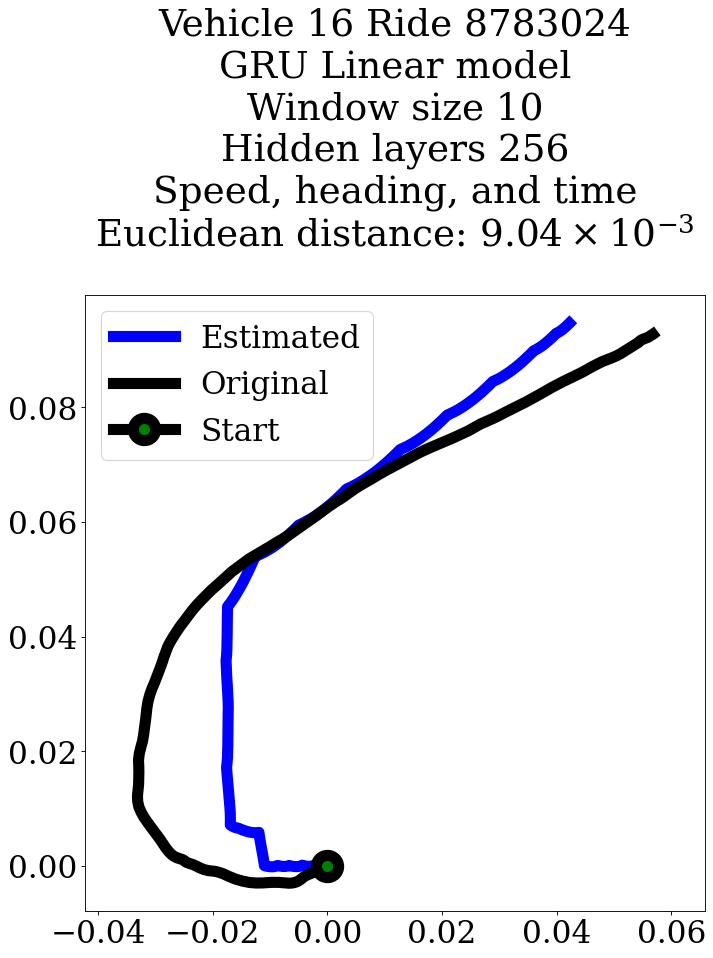 Vehicle 16 Ride 8783024
GRU Linear model
Window size 10
Hidden layers 256
Speed, heading, and time
Euclidean distance: 9.04 × 10⁻³
Estimated
Original
Start
0.08
0.06
0.04
0.02
0.00
−0.04 −0.02 0.00 0.02 0.04 0.06